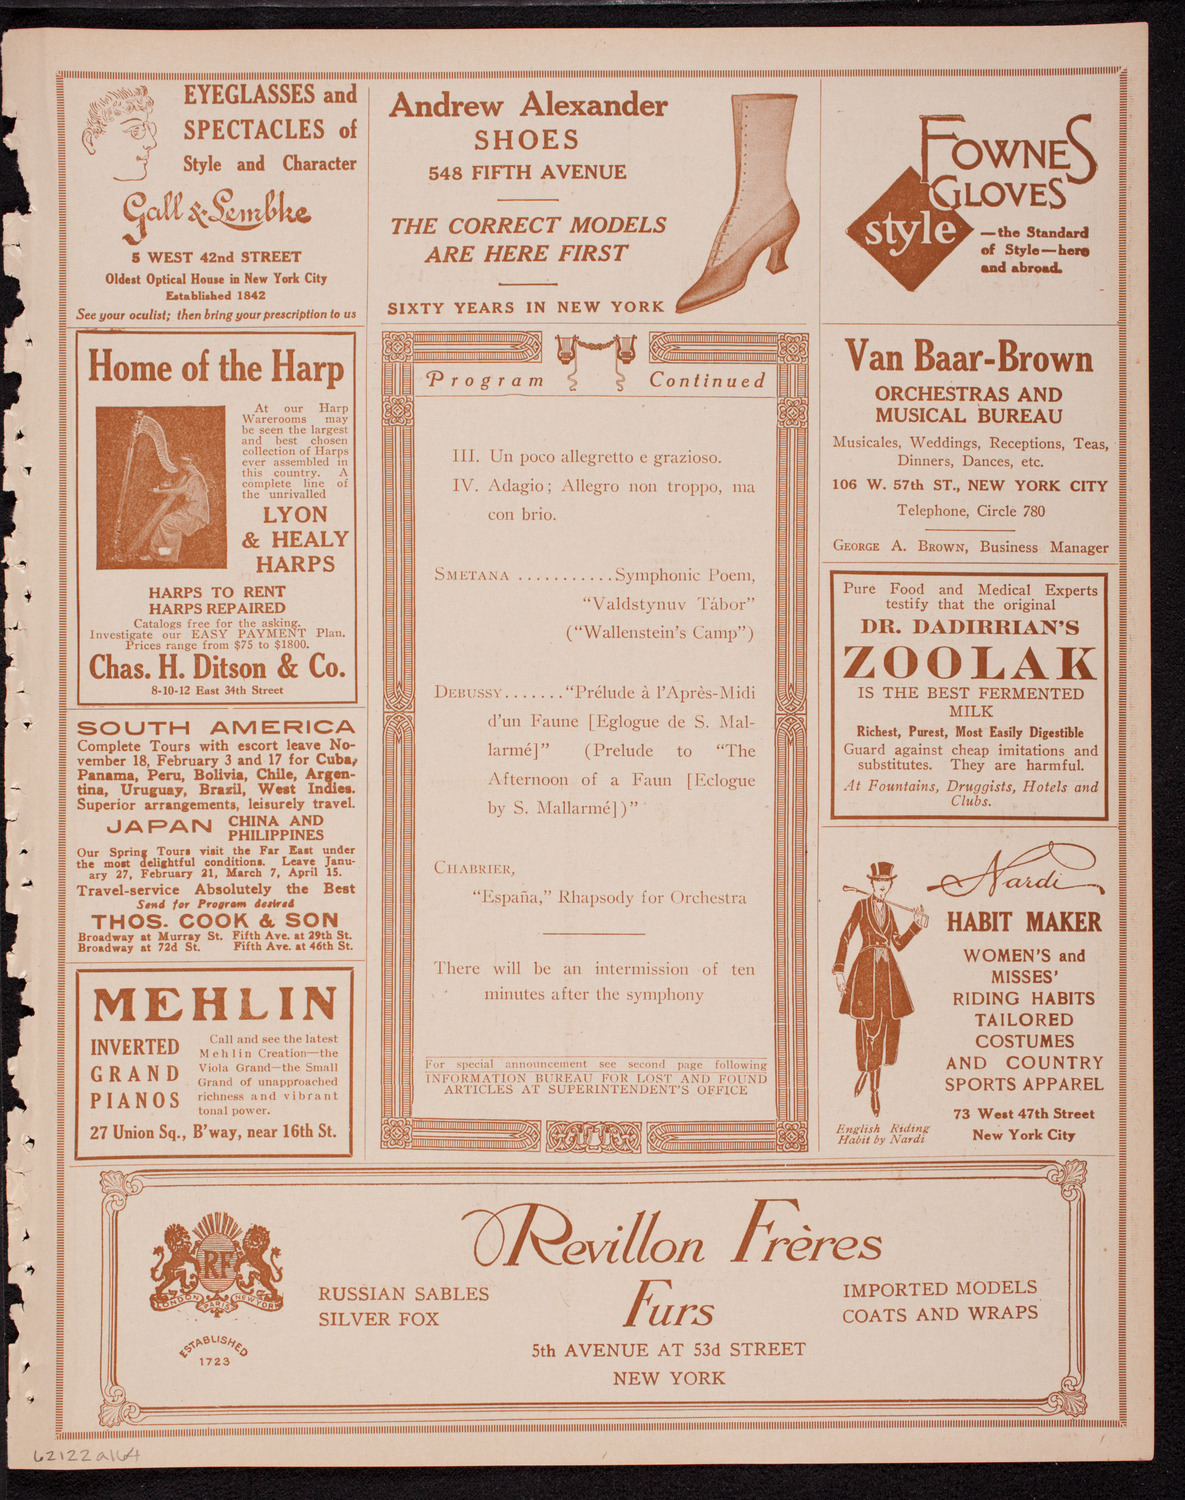 EYEGLASSES and
SPECTACLES of
Style and Character
Gall & Lembke
5 WEST 42nd STREET
Oldest Optical House in New York City
Established 1842
See your oculist; then bring your prescription to us
Andrew Alexander
SHOES
548 FIFTH AVENUE
THE CORRECT MODELS
ARE HERE FIRST
SIXTY YEARS IN NEW YORK
FOWNES
GLOVES
style
—the Standard
of Style—here
and abroad.
Home of the Harp
At our Harp
Warerooms may
be seen the largest
and best chosen
collection of Harps
ever assembled in
this country. A
complete line of
the unrivalled
LYON
& HEALY
HARPS
HARPS TO RENT
HARPS REPAIRED
Catalogs free for the asking.
Investigate our EASY PAYMENT Plan.
Prices range from $75 to $1800.
Chas. H. Ditson & Co.
8-10-12 East 34th Street
SOUTH AMERICA
Complete Tours with escort leave No-
vember 18, February 3 and 17 for Cuba,
Panama, Peru, Bolivia, Chile, Argen-
tina, Uruguay, Brazil, West Indies.
Superior arrangements, leisurely travel.
JAPAN CHINA AND
PHILIPPINES
Our Spring Tours visit the Far East under
the most delightful conditions. Leave Janu-
ary 27, February 21, March 7, April 15.
Travel-service Absolutely the Best
Send for Program desired
THOS. COOK & SON
Broadway at Murray St. Fifth Ave. at 29th St.
Broadway at 72d St. Fifth Ave. at 46th St.
MEHLIN
INVERTED
GRAND
PIANOS
Call and see the latest
Mehlin Creation—the
Viola Grand—the Small
Grand of unapproached
richness and vibrant
tonal power.
27 Union Sq., B'way, near 16th St.
Program Continued
III. Un poco allegretto e grazioso.
IV. Adagio; Allegro non troppo, ma
con brio.
SMETANA ...........Symphonic Poem,
"Valdstynuv Tábor"
("Wallenstein's Camp")
DEBUSSY......."Prélude à l'Après-Midi
d'un Faune [Eglogue de S. Mal-
larmé]" (Prelude to "The
Afternoon of a Faun [Eclogue
by S. Mallarmé])"
CHABRIER,
"España," Rhapsody for Orchestra
There will be an intermission of ten
minutes after the symphony
For special announcement see second page following
INFORMATION BUREAU FOR LOST AND FOUND
ARTICLES AT SUPERINTENDENT'S OFFICE
Van Baar-Brown
ORCHESTRAS AND
MUSICAL BUREAU
Musicales, Weddings, Receptions, Teas,
Dinners, Dances, etc.
106 W. 57th ST., NEW YORK CITY
Telephone, Circle 780
GEORGE A. BROWN, Business Manager
Pure Food and Medical Experts
testify that the original
DR. DADIRRIAN'S
ZOOLAK
IS THE BEST FERMENTED
MILK
Richest, Purest, Most Easily Digestible
Guard against cheap imitations and
substitutes. They are harmful.
At Fountains, Druggists, Hotels and
Clubs.
Nardi
HABIT MAKER
WOMEN'S and
MISSES'
RIDING HABITS
TAILORED
COSTUMES
AND COUNTRY
SPORTS APPAREL
73 West 47th Street
New York City
English Riding
Habit by Nardi
RF
LONDON PARIS NEW YORK
ESTABLISHED
1723
Revillon Frères
Furs
RUSSIAN SABLES
SILVER FOX
IMPORTED MODELS
COATS AND WRAPS
5th AVENUE AT 53d STREET
NEW YORK
62122a164